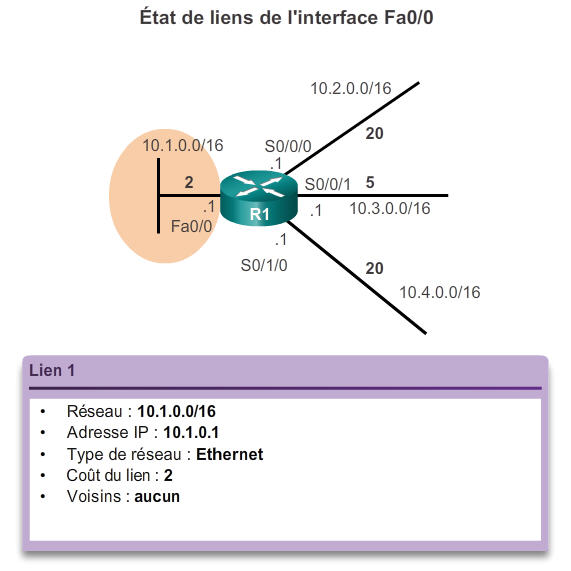 État de liens de l'interface Fa0/0
10.2.0.0/16
20
10.1.0.0/16
S0/0/0
.1
2
S0/0/1
5
.1
R1
.1
10.3.0.0/16
Fa0/0
.1
S0/1/0
20
10.4.0.0/16
Lien 1
• Réseau : 10.1.0.0/16
• Adresse IP : 10.1.0.1
• Type de réseau : Ethernet
• Coût du lien : 2
• Voisins : aucun